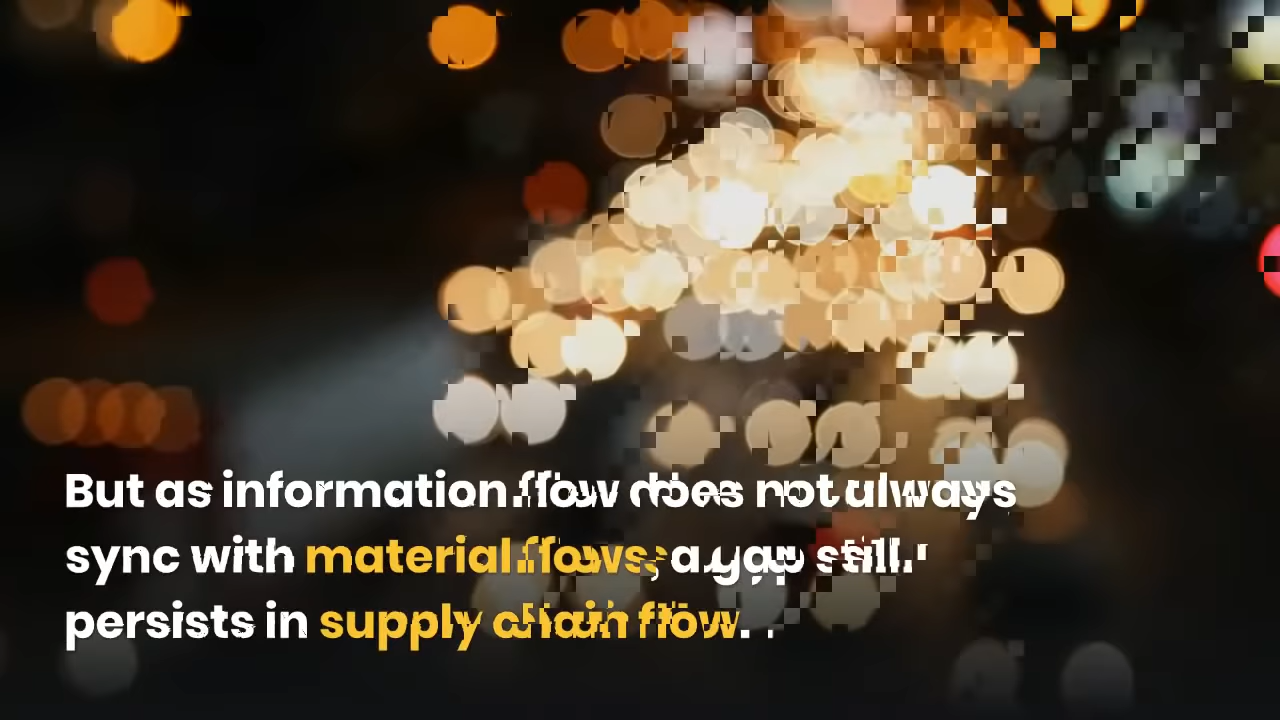 But as information flow does not always
sync with material flows, a gap still
persists in supply chain flow.